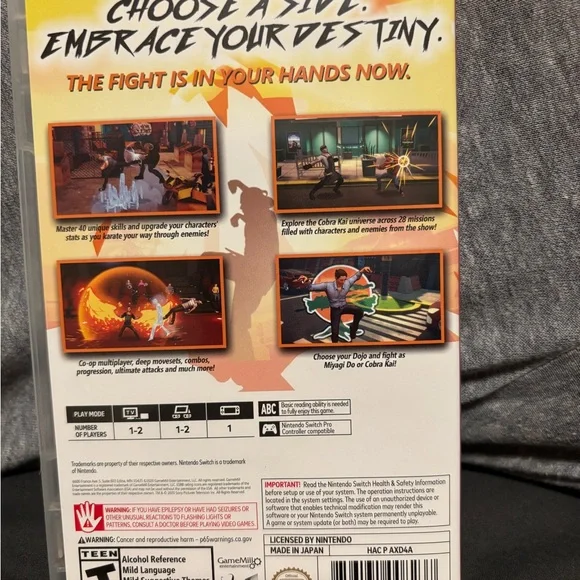 CHOOSE A SIDE.
EMBRACE YOUR DESTINY.
THE FIGHT IS IN YOUR HANDS NOW.
Master 40 unique skills and upgrade your characters'
stats as you karate your way through enemies!
Explore the Cobra Kai universe across 28 missions
filled with characters and enemies from the show!
Co-op multiplayer, deep movesets, combos,
progression, ultimate attacks and much more!
Choose your Dojo and fight as
Miyagi Do or Cobra Kai!
PLAY MODE
TV
NUMBER
OF PLAYERS
1-2
1-2
1
ABC
Basic reading ability is needed
to fully enjoy this game.
Nintendo Switch Pro
Controller compatible
Trademarks are property of their respective owners. Nintendo Switch is a trademark
of Nintendo.
WARNING: IF YOU HAVE EPILEPSY OR HAVE HAD SEIZURES OR
OTHER UNUSUAL REACTIONS TO FLASHING LIGHTS OR
PATTERNS, CONSULT A DOCTOR BEFORE PLAYING VIDEO GAMES.
WARNING: Cancer and reproductive harm - p65warnings.ca.gov
IMPORTANT! Read the Nintendo Switch Health & Safety Information
before setup or use of your system. The operation instructions are
located in the system settings. The use of an unauthorized device or
software that enables technical modification may render this
software or your Nintendo Switch system permanently unplayable.
A game or system update (or both) may be required to play.
LICENSED BY NINTENDO
MADE IN JAPAN
HAC P AXD4A
TEEN
T
Alcohol Reference
Mild Language
Mild Suggestive Themes
GameMill
entertainment
Official